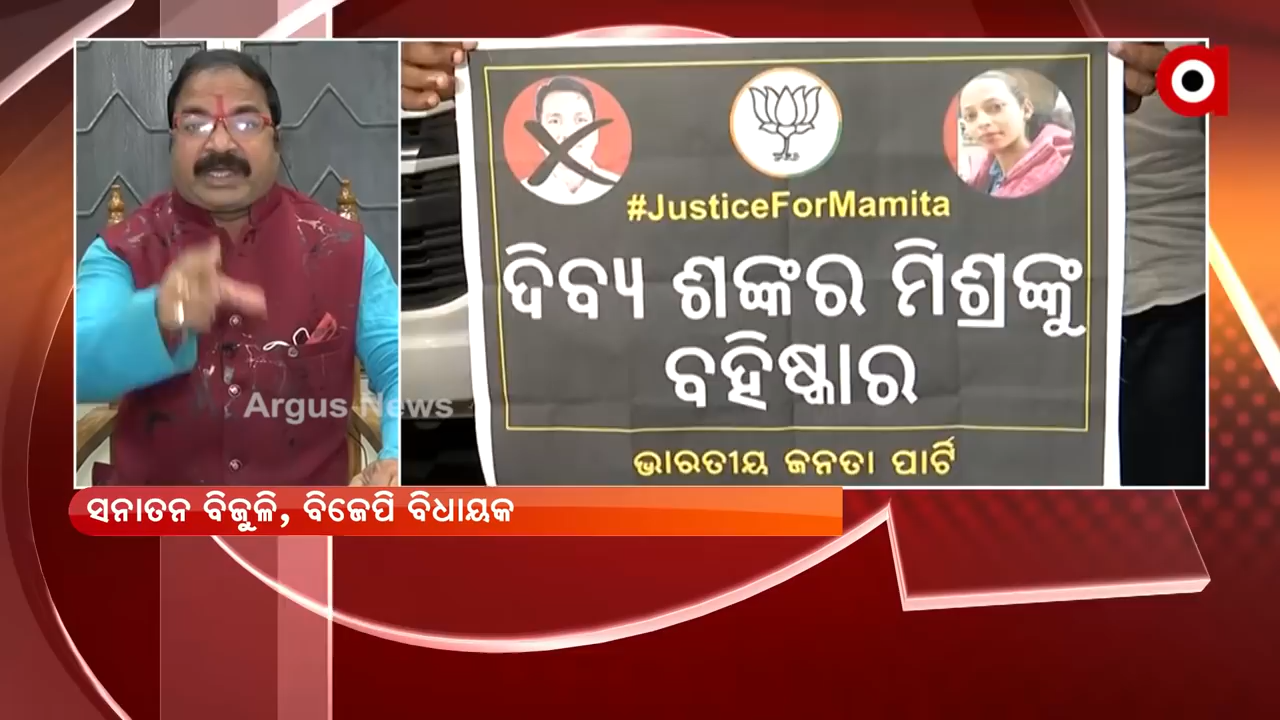 #JusticeForMamita
ଦିବ୍ୟ ଶଙ୍କର ମିଶ୍ରଙ୍କୁ
ବହିଷ୍କାର
ଭାରତୀୟ ଜନତା ପାର୍ଟି
Argus News
ସନାତନ ବିଜୁଳି, ବିଜେପି ବିଧାୟକ